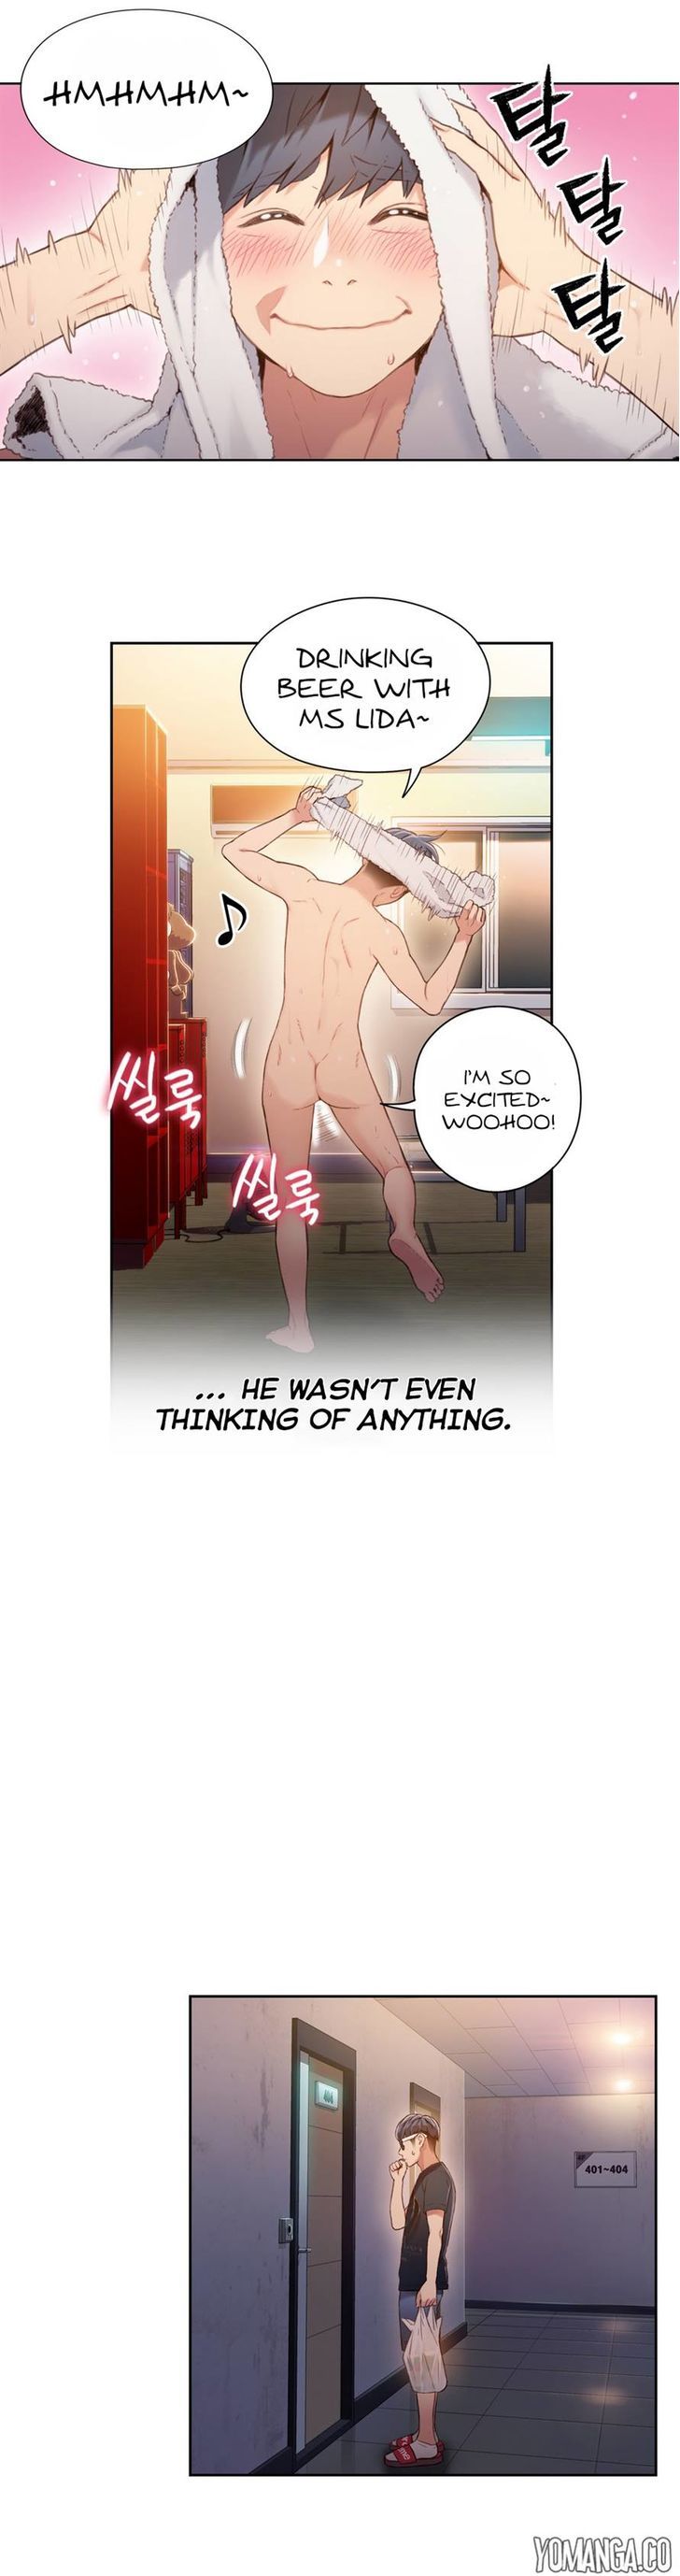 HMHMHM~
탈
탈
탈
DRINKING
BEER WITH
MS LIDA~
I'M SO
EXCITED~
WOOHOO!
씰룩
씰룩
... HE WASN'T EVEN
THINKING OF ANYTHING.
404
401~404
YOMANGA.CO